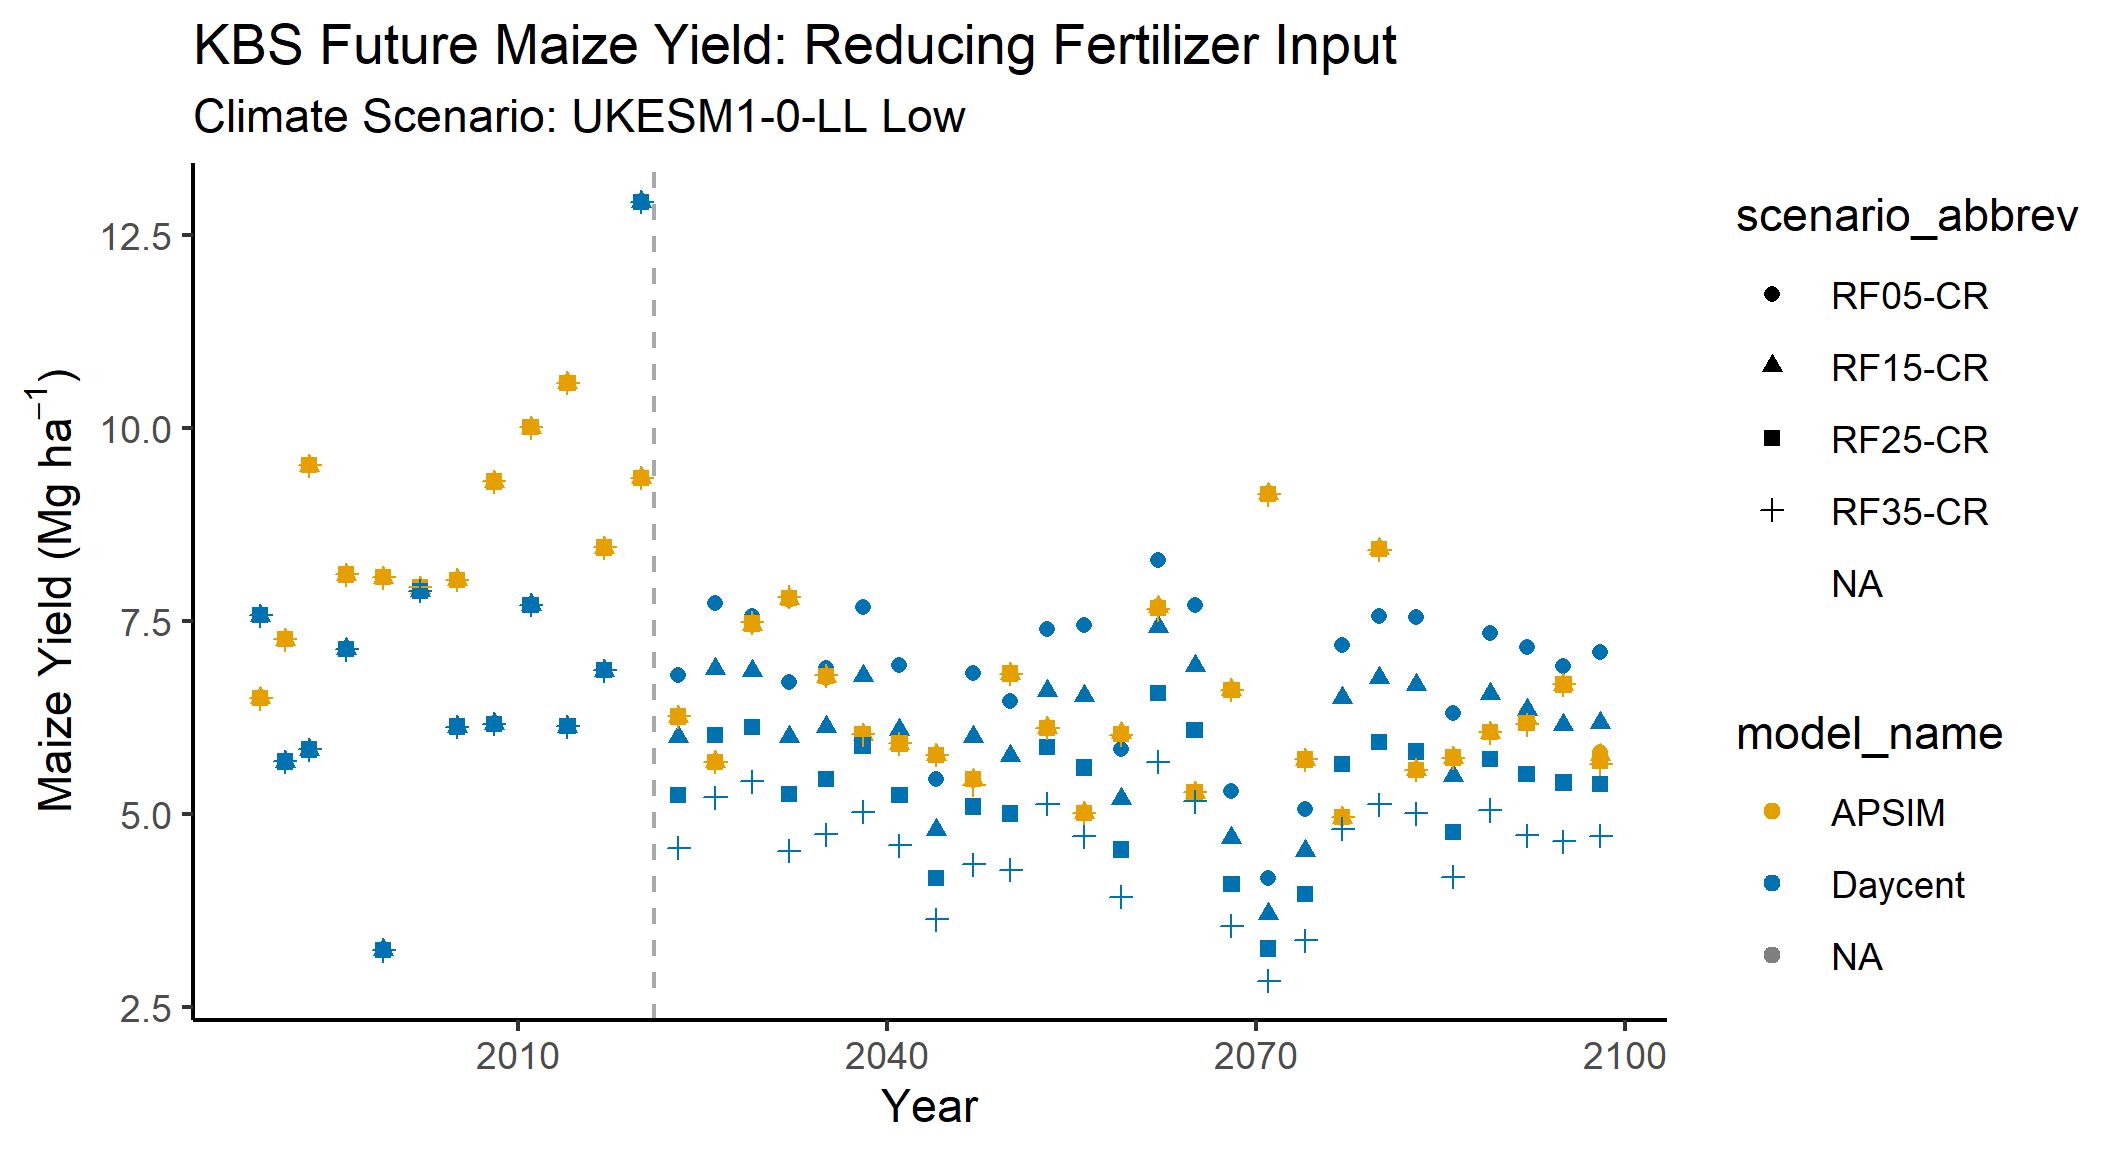 KBS Future Maize Yield: Reducing Fertilizer Input
Climate Scenario: UKESM1-0-LL Low
Maize Yield (Mg ha⁻¹)
12.5
10.0
7.5
5.0
2.5
2010
2040
2070
2100
Year
scenario_abbrev
RF05-CR
RF15-CR
RF25-CR
RF35-CR
NA
model_name
APSIM
Daycent
NA